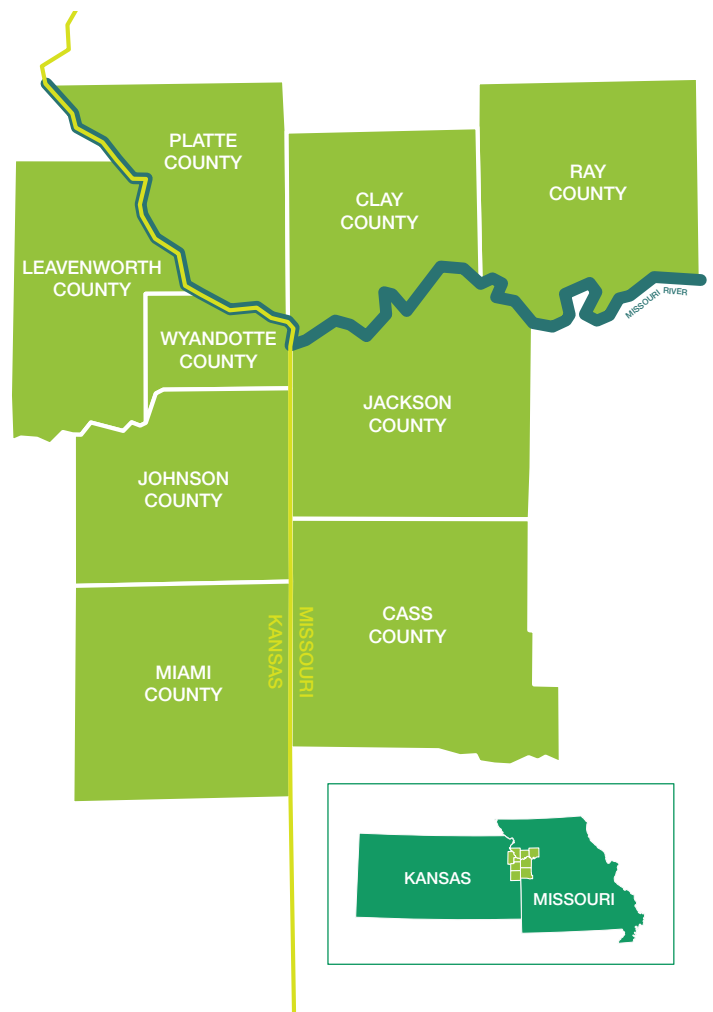 PLATTE
COUNTY
RAY
COUNTY
CLAY
COUNTY
LEAVENWORTH
COUNTY
MISSOURI RIVER
WYANDOTTE
COUNTY
JACKSON
COUNTY
JOHNSON
COUNTY
CASS
COUNTY
KANSAS
MISSOURI
MIAMI
COUNTY
KANSAS
MISSOURI